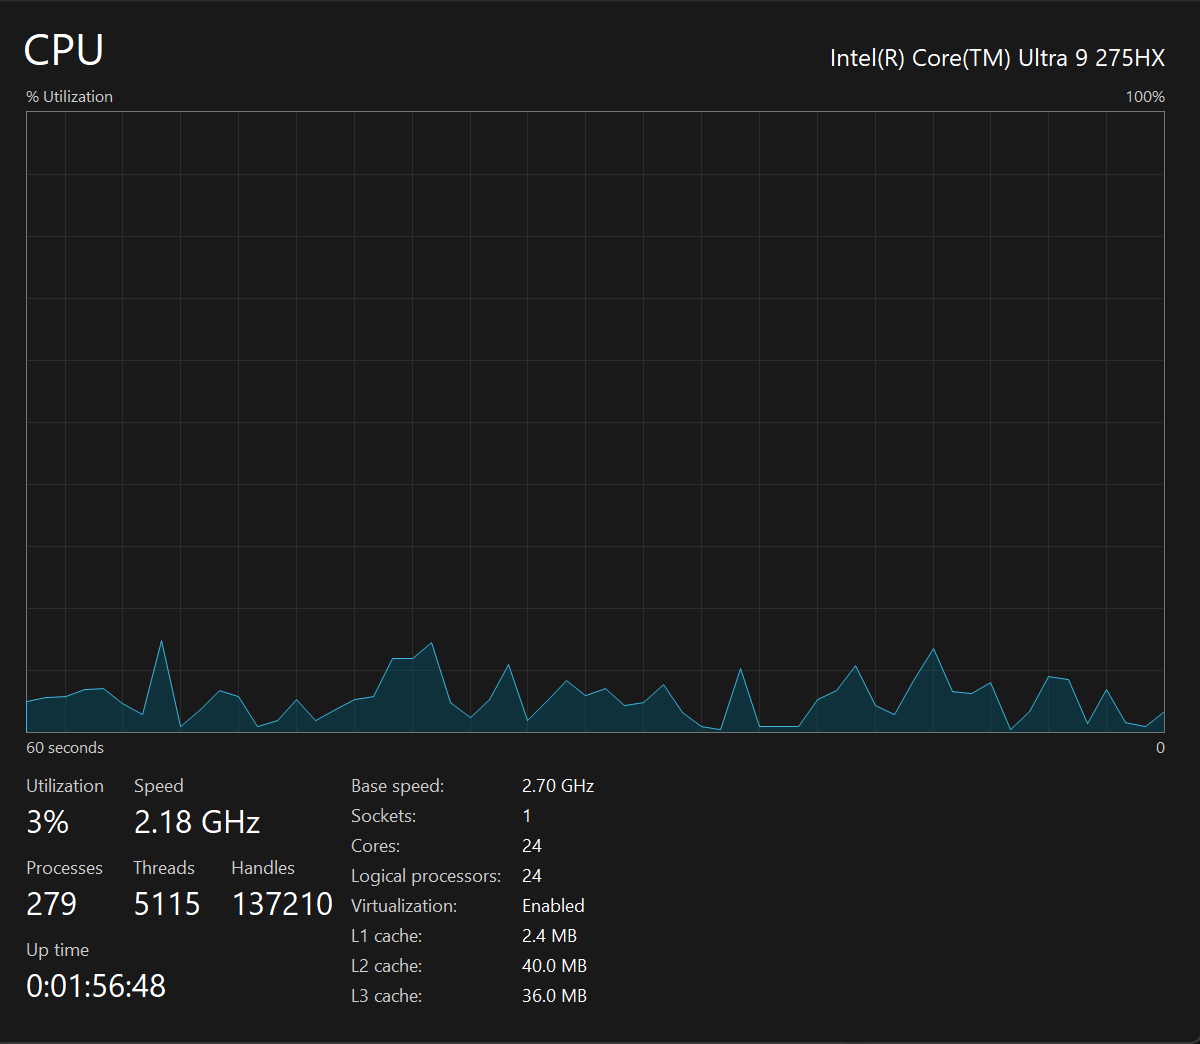 CPU
Intel(R) Core(TM) Ultra 9 275HX
% Utilization
100%
60 seconds
0
Utilization
Speed
3%
2.18 GHz
Processes
Threads
Handles
279
5115
137210
Up time
0:01:56:48
Base speed: 2.70 GHz
Sockets: 1
Cores: 24
Logical processors: 24
Virtualization: Enabled
L1 cache: 2.4 MB
L2 cache: 40.0 MB
L3 cache: 36.0 MB